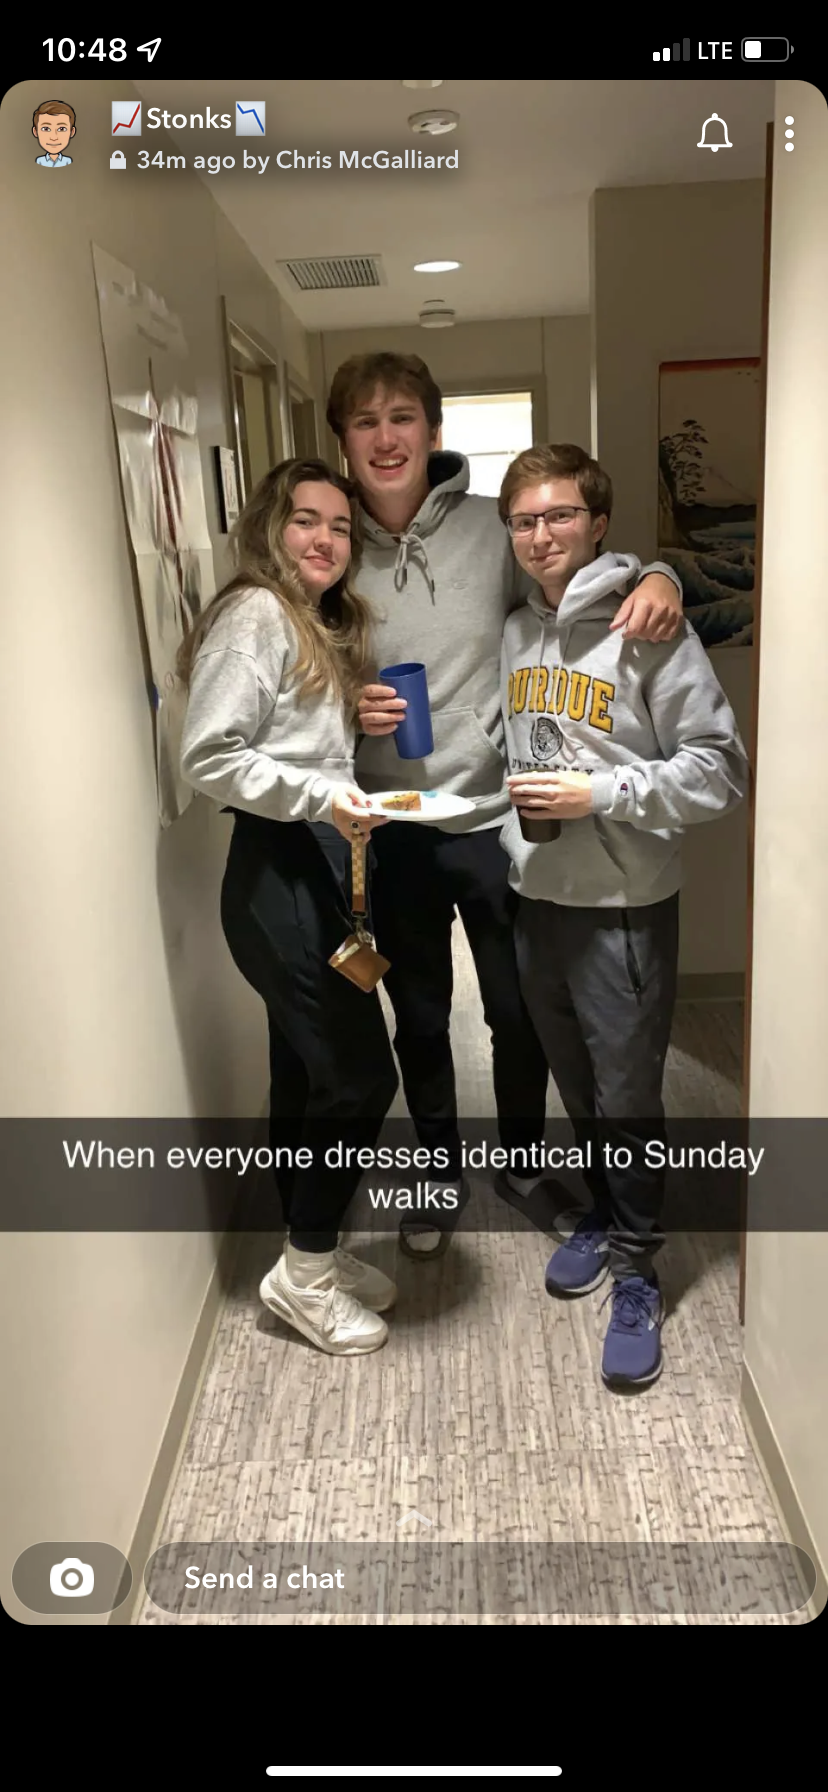 10:48 LTE
📈Stonks📉
34m ago by Chris McGalliard
PURDUE
UNIVERSITY
When everyone dresses identical to Sunday
walks
Send a chat